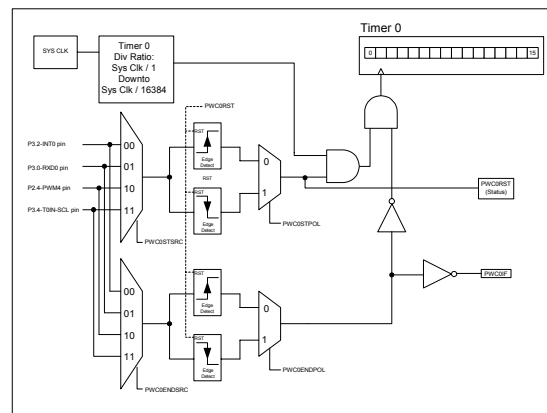 Timer 0
0
15
SYS CLK
Timer 0
Div Ratio:
Sys Clk / 1
Downto
Sys Clk / 16384
PWC0RST
P3.2-INT0 pin
P3.0-RXD0 pin
P2.4-PWM4 pin
P3.4-T0IN-SCL pin
00
01
10
11
RST
Edge
Detect
RST
RST
Edge
Detect
0
1
PWC0STSRC
PWC0STPOL
PWC0RST
(Status)
00
01
10
11
RST
Edge
Detect
RST
Edge
Detect
0
1
PWC0IF
PWC0ENDSRC
PWC0ENDPOL